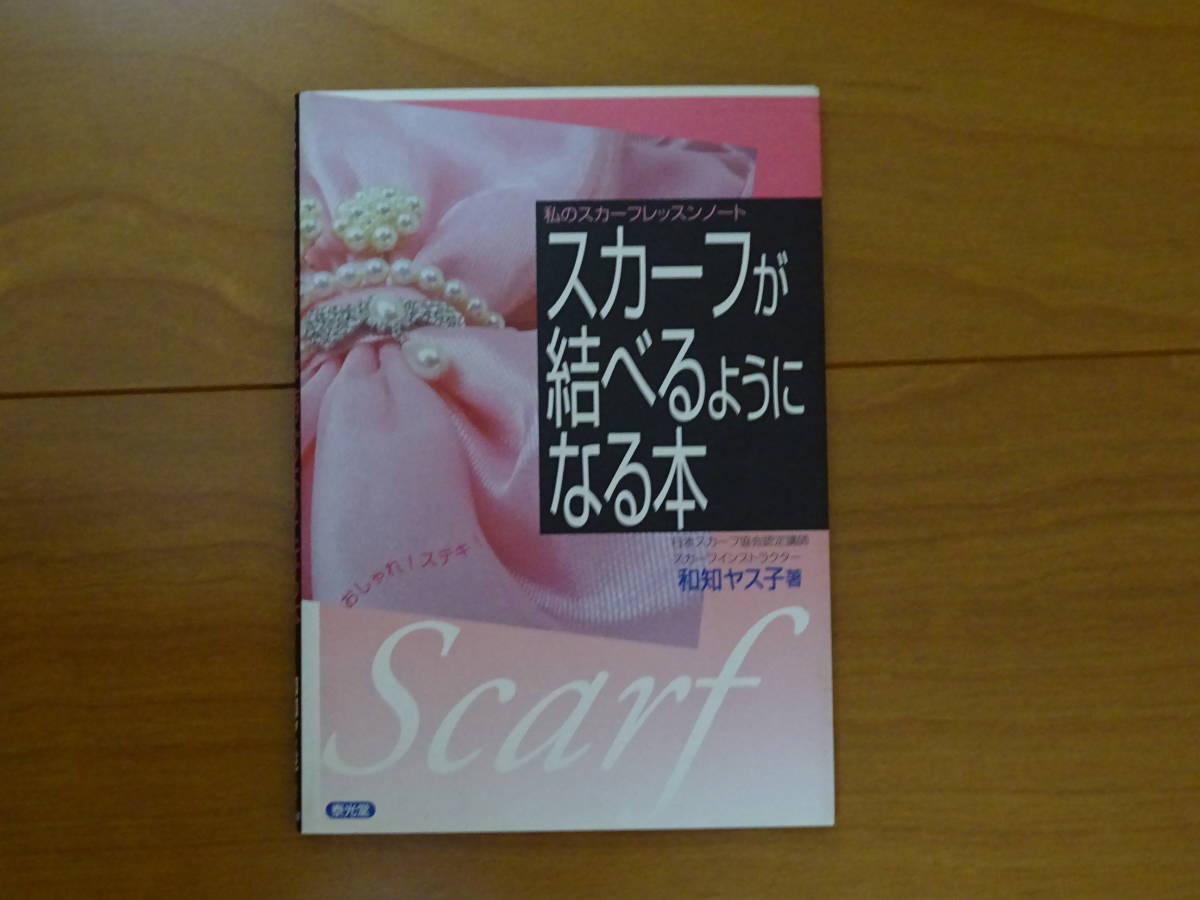 私のスカーフレッスンノート
スカーフが
結べるように
なる本
日本スカーフ協会認定講師
スカーフインストラクター
和知ヤス子著
おしゃれ!ステキ!
Scarf
泰光堂